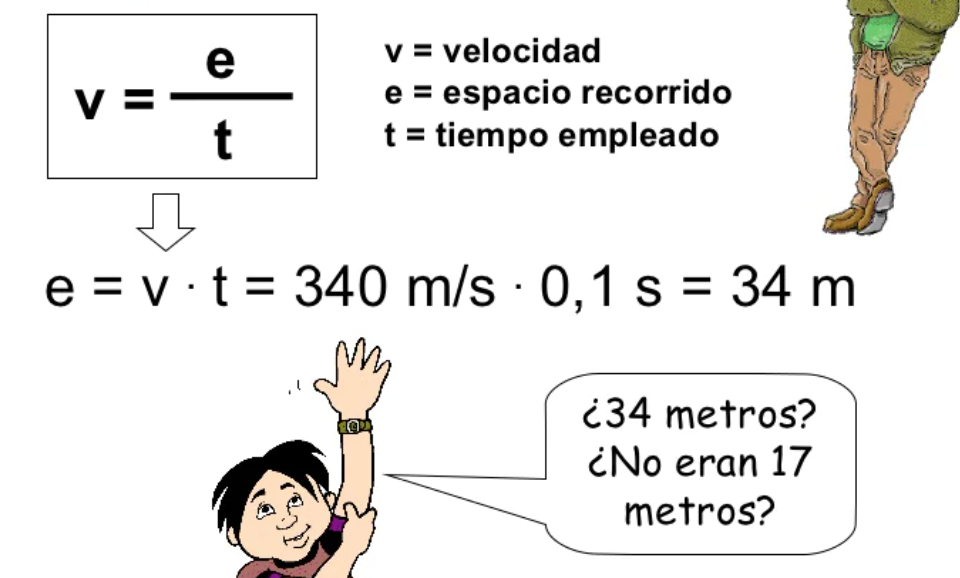 v = e / t
v = velocidad
e = espacio recorrido
t = tiempo empleado
e = v · t = 340 m/s · 0,1 s = 34 m
¿34 metros?
¿No eran 17
metros?